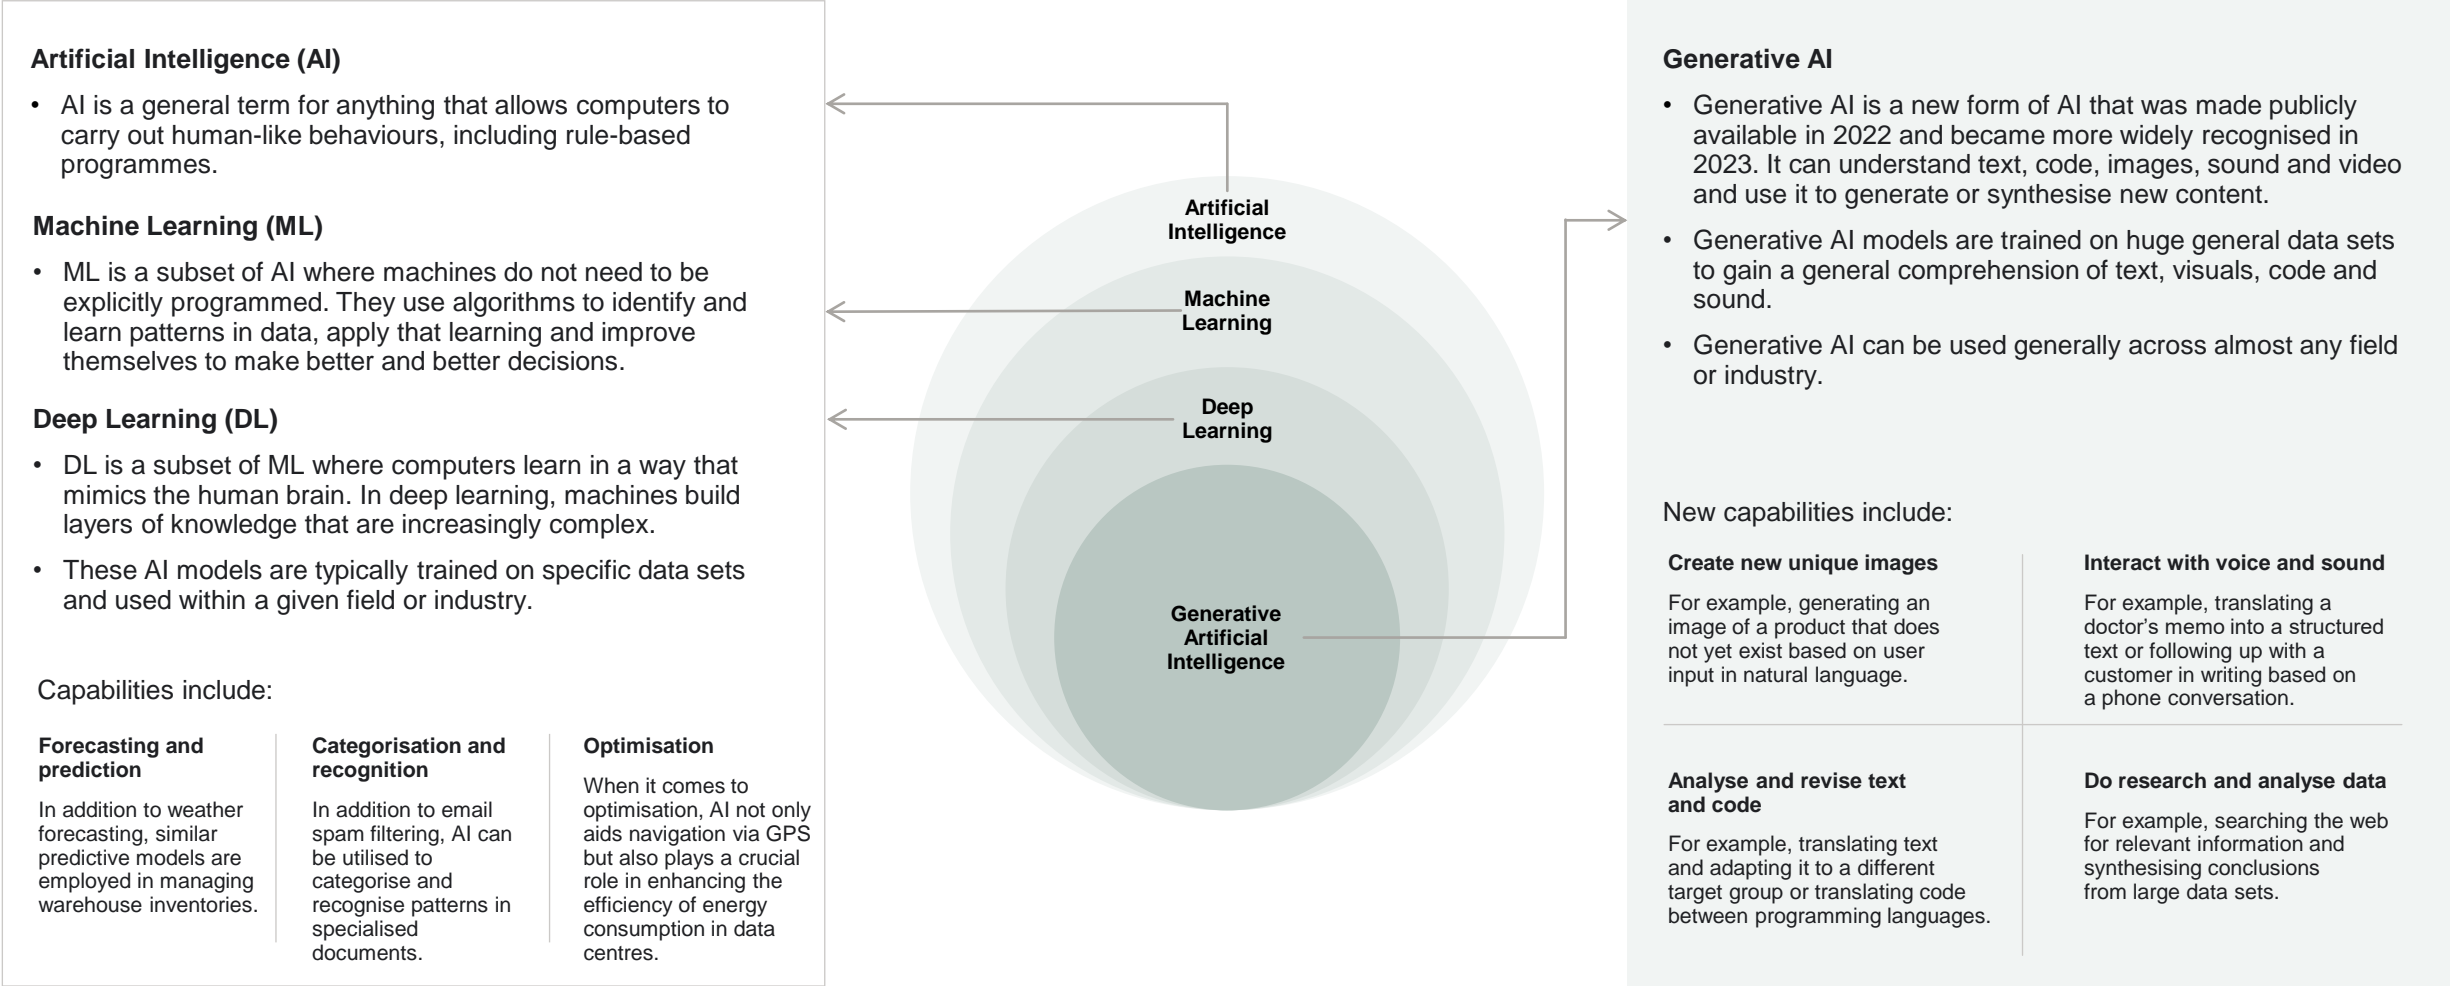 Artificial Intelligence (AI)
• AI is a general term for anything that allows computers to
carry out human-like behaviours, including rule-based
programmes.
Machine Learning (ML)
• ML is a subset of AI where machines do not need to be
explicitly programmed. They use algorithms to identify and
learn patterns in data, apply that learning and improve
themselves to make better and better decisions.
Deep Learning (DL)
• DL is a subset of ML where computers learn in a way that
mimics the human brain. In deep learning, machines build
layers of knowledge that are increasingly complex.
• These AI models are typically trained on specific data sets
and used within a given field or industry.
Capabilities include:
Forecasting and
prediction
In addition to weather
forecasting, similar
predictive models are
employed in managing
warehouse inventories.
Categorisation and
recognition
In addition to email
spam filtering, AI can
be utilised to
categorise and
recognise patterns in
specialised
documents.
Optimisation
When it comes to
optimisation, AI not only
aids navigation via GPS
but also plays a crucial
role in enhancing the
efficiency of energy
consumption in data
centres.
Artificial
Intelligence
Machine
Learning
Deep
Learning
Generative
Artificial
Intelligence
Generative AI
• Generative AI is a new form of AI that was made publicly
available in 2022 and became more widely recognised in
2023. It can understand text, code, images, sound and video
and use it to generate or synthesise new content.
• Generative AI models are trained on huge general data sets
to gain a general comprehension of text, visuals, code and
sound.
• Generative AI can be used generally across almost any field
or industry.
New capabilities include:
Create new unique images
For example, generating an
image of a product that does
not yet exist based on user
input in natural language.
Interact with voice and sound
For example, translating a
doctor’s memo into a structured
text or following up with a
customer in writing based on
a phone conversation.
Analyse and revise text
and code
For example, translating text
and adapting it to a different
target group or translating code
between programming languages.
Do research and analyse data
For example, searching the web
for relevant information and
synthesising conclusions
from large data sets.